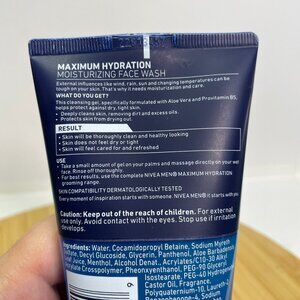 MAXIMUM HYDRATION
MOISTURIZING FACE WASH
External influences like wind, rain, sun and changing temperatures can be
tough on your skin. That's why it needs moisturization and care.
WHAT DO YOU GET?
This cleansing gel, specifically formulated with Aloe Vera and Provitamin B5,
helps protect against dry, tight skin.
• Deeply cleans skin, removing dirt and excess oils.
• Protects skin from drying out.
RESULT
• Skin will be thoroughly clean and healthy looking
• Skin does not feel dry or tight
• Skin will feel cared for and refreshed
USE
• Take a small amount of gel on your palms and massage directly on your wet
face. Rinse off thoroughly.
• For best results, use the complete NIVEA MEN® MAXIMUM HYDRATION
grooming range.
SKIN COMPATIBILITY DERMATOLOGICALLY TESTED
Every moment of inspiration starts with someone. NIVEA MEN® it starts with you
Caution: Keep out of the reach of children. For external
use only. Avoid contact with the eyes. Stop use if irritation
develops.
Ingredients: Water, Cocamidopropyl Betaine, Sodium Myreth
Sulfate, Decyl Glucoside, Glycerin, Panthenol, Aloe Barbadensis
Leaf Juice, Menthol, Alcohol Denat., Acrylates/C10-30 Alkyl
Acrylate Crosspolymer, Phenoxyethanol, PEG-90 Glyceryl
Isostearate, PEG-40 Hydrogenated
Castor Oil, Fragrance,
Polyquaternium-10, Laureth-2,